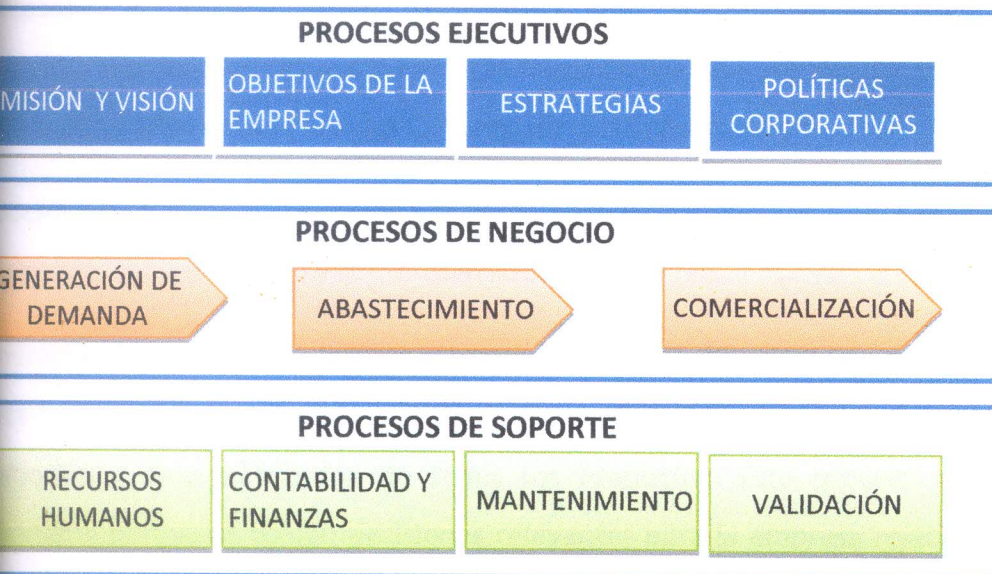 PROCESOS EJECUTIVOS
MISIÓN Y VISIÓN
OBJETIVOS DE LA
EMPRESA
ESTRATEGIAS
POLÍTICAS
CORPORATIVAS
PROCESOS DE NEGOCIO
GENERACIÓN DE
DEMANDA
ABASTECIMIENTO
COMERCIALIZACIÓN
PROCESOS DE SOPORTE
RECURSOS
HUMANOS
CONTABILIDAD Y
FINANZAS
MANTENIMIENTO
VALIDACIÓN